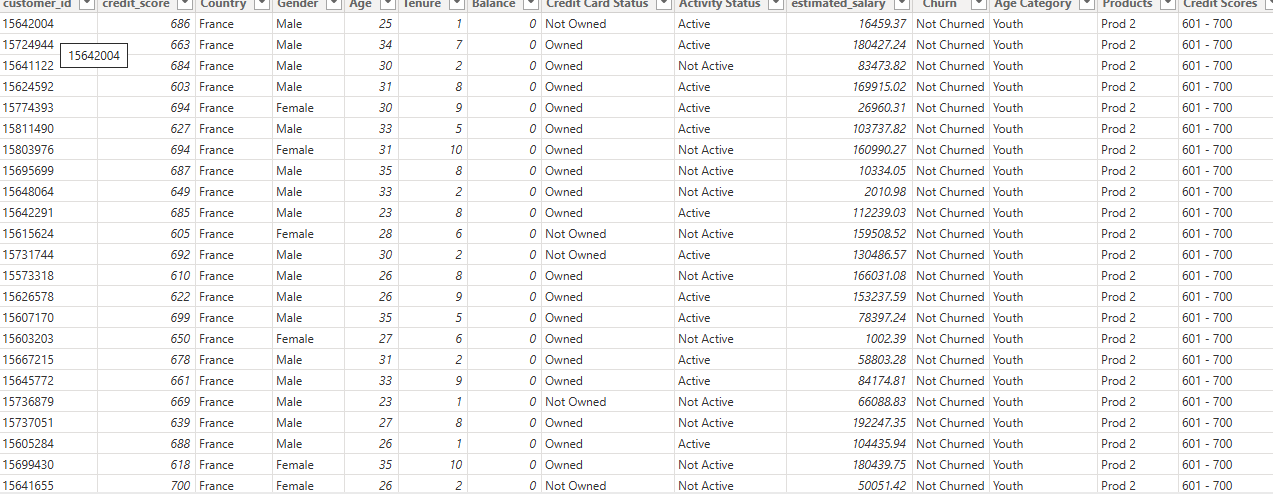 customer_id credit_score Country Gender Age Tenure Balance Credit Card Status Activity Status estimated_salary Churn Age Category Products Credit Scores
15642004 686 France Male 25 1 0 Not Owned Active 16459.37 Not Churned Youth Prod 2 601 - 700
15724944 663 France Male 34 7 0 Owned Active 180427.24 Not Churned Youth Prod 2 601 - 700
15642004
15641122 684 France Male 30 2 0 Owned Not Active 83473.82 Not Churned Youth Prod 2 601 - 700
15624592 603 France Male 31 8 0 Owned Active 169915.02 Not Churned Youth Prod 2 601 - 700
15774393 694 France Female 30 9 0 Owned Active 26960.31 Not Churned Youth Prod 2 601 - 700
15811490 627 France Male 33 5 0 Owned Active 103737.82 Not Churned Youth Prod 2 601 - 700
15803976 694 France Female 31 10 0 Owned Not Active 160990.27 Not Churned Youth Prod 2 601 - 700
15695699 687 France Male 35 8 0 Owned Not Active 10334.05 Not Churned Youth Prod 2 601 - 700
15648064 649 France Male 33 2 0 Owned Not Active 2010.98 Not Churned Youth Prod 2 601 - 700
15642291 685 France Male 23 8 0 Owned Active 112239.03 Not Churned Youth Prod 2 601 - 700
15615624 605 France Female 28 6 0 Not Owned Not Active 159508.52 Not Churned Youth Prod 2 601 - 700
15731744 692 France Male 30 2 0 Not Owned Active 130486.57 Not Churned Youth Prod 2 601 - 700
15573318 610 France Male 26 8 0 Owned Not Active 166031.08 Not Churned Youth Prod 2 601 - 700
15626578 622 France Male 26 9 0 Owned Active 153237.59 Not Churned Youth Prod 2 601 - 700
15607170 699 France Male 35 5 0 Owned Active 78397.24 Not Churned Youth Prod 2 601 - 700
15603203 650 France Female 27 6 0 Owned Not Active 1002.39 Not Churned Youth Prod 2 601 - 700
15667215 678 France Male 31 2 0 Owned Active 58803.28 Not Churned Youth Prod 2 601 - 700
15645772 661 France Male 33 9 0 Owned Active 84174.81 Not Churned Youth Prod 2 601 - 700
15736879 669 France Male 23 1 0 Not Owned Not Active 66088.83 Not Churned Youth Prod 2 601 - 700
15737051 639 France Male 27 8 0 Owned Not Active 192247.35 Not Churned Youth Prod 2 601 - 700
15605284 688 France Male 26 1 0 Owned Active 104435.94 Not Churned Youth Prod 2 601 - 700
15699430 618 France Female 35 10 0 Owned Not Active 180439.75 Not Churned Youth Prod 2 601 - 700
15641655 700 France Female 26 2 0 Not Owned Not Active 50051.42 Not Churned Youth Prod 2 601 - 700